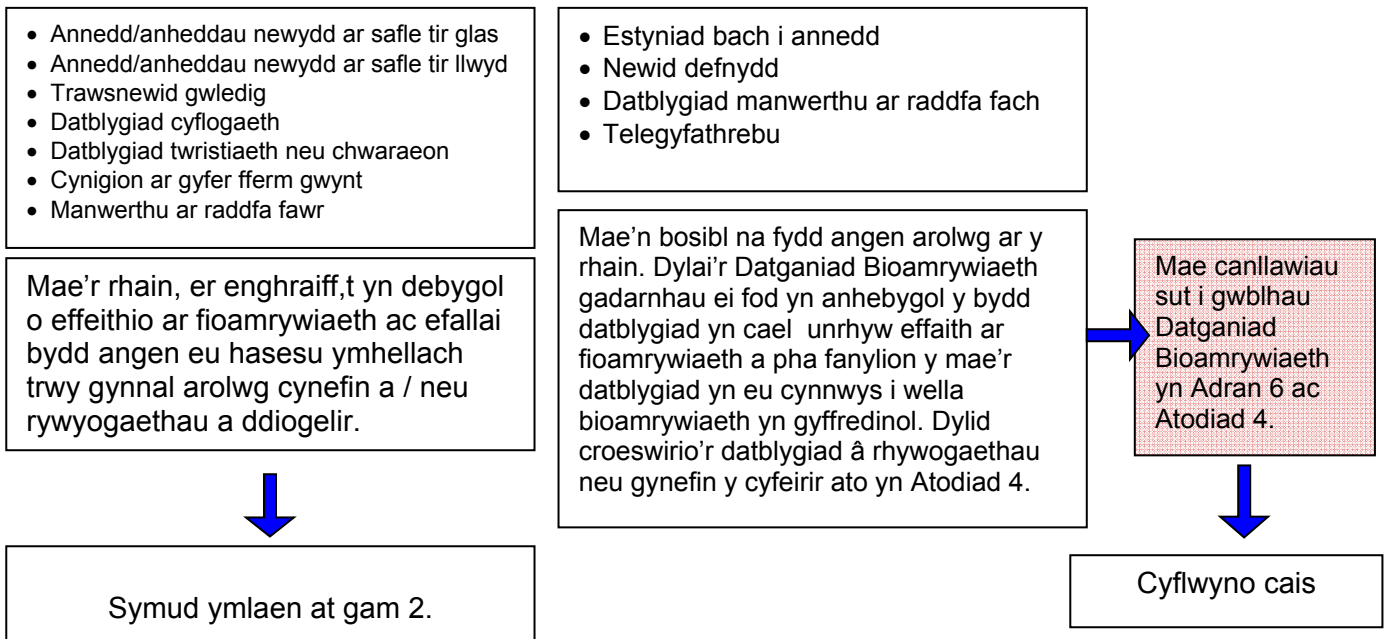 • Annedd/anheddau newydd ar safle tir glas
• Annedd/anheddau newydd ar safle tir llwyd
• Trawsnewid gwledig
• Datblygiad cyflogaeth
• Datblygiad twristiaeth neu chwaraeon
• Cynigion ar gyfer fferm gwynt
• Manwerthu ar raddfa fawr
Mae'r rhain, er enghraiff,t yn debygol
o effeithio ar fioamrywiaeth ac efallai
bydd angen eu hasesu ymhellach
trwy gynnal arolwg cynefin a / neu
rywyogaethau a ddiogelir.
Symud ymlaen at gam 2.
• Estyniad bach i annedd
• Newid defnydd
• Datblygiad manwerthu ar raddfa fach
• Telegyfathrebu
Mae'n bosibl na fydd angen arolwg ar y
rhain. Dylai'r Datganiad Bioamrywiaeth
gadarnhau ei fod yn anhebygol y bydd
datblygiad yn cael unrhyw effaith ar
fioamrywiaeth a pha fanylion y mae'r
datblygiad yn eu cynnwys i wella
bioamrywiaeth yn gyffredinol. Dylid
croeswirio'r datblygiad â rhywogaethau
neu gynefin y cyfeirir ato yn Atodiad 4.
Mae canllawiau
sut i gwblhau
Datganiad
Bioamrywiaeth
yn Adran 6 ac
Atodiad 4.
Cyflwyno cais